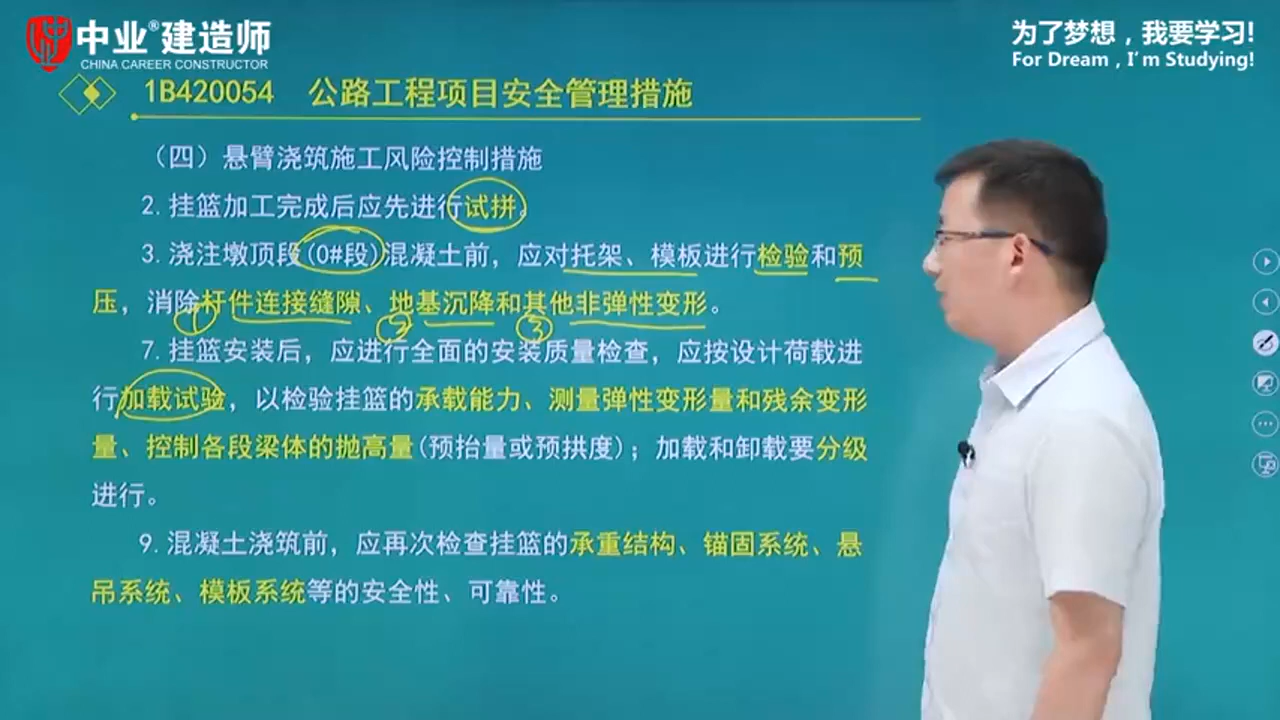 中业®建造师
CHINA CAREER CONSTRUCTOR
为了梦想，我要学习!
For Dream, I'm Studying!
1B420054 公路工程项目安全管理措施
（四）悬臂浇筑施工风险控制措施
2. 挂篮加工完成后应先进行试拼。
3. 浇注墩顶段(0#段)混凝土前，应对托架、模板进行检验和预
压，消除杆件连接缝隙、地基沉降和其他非弹性变形。
① ② ③
7. 挂篮安装后，应进行全面的安装质量检查，应按设计荷载进
行加载试验，以检验挂篮的承载能力、测量弹性变形量和残余变形
量、控制各段梁体的抛高量(预抬量或预拱度)；加载和卸载要分级
进行。
9. 混凝土浇筑前，应再次检查挂篮的承重结构、锚固系统、悬
吊系统、模板系统等的安全性、可靠性。